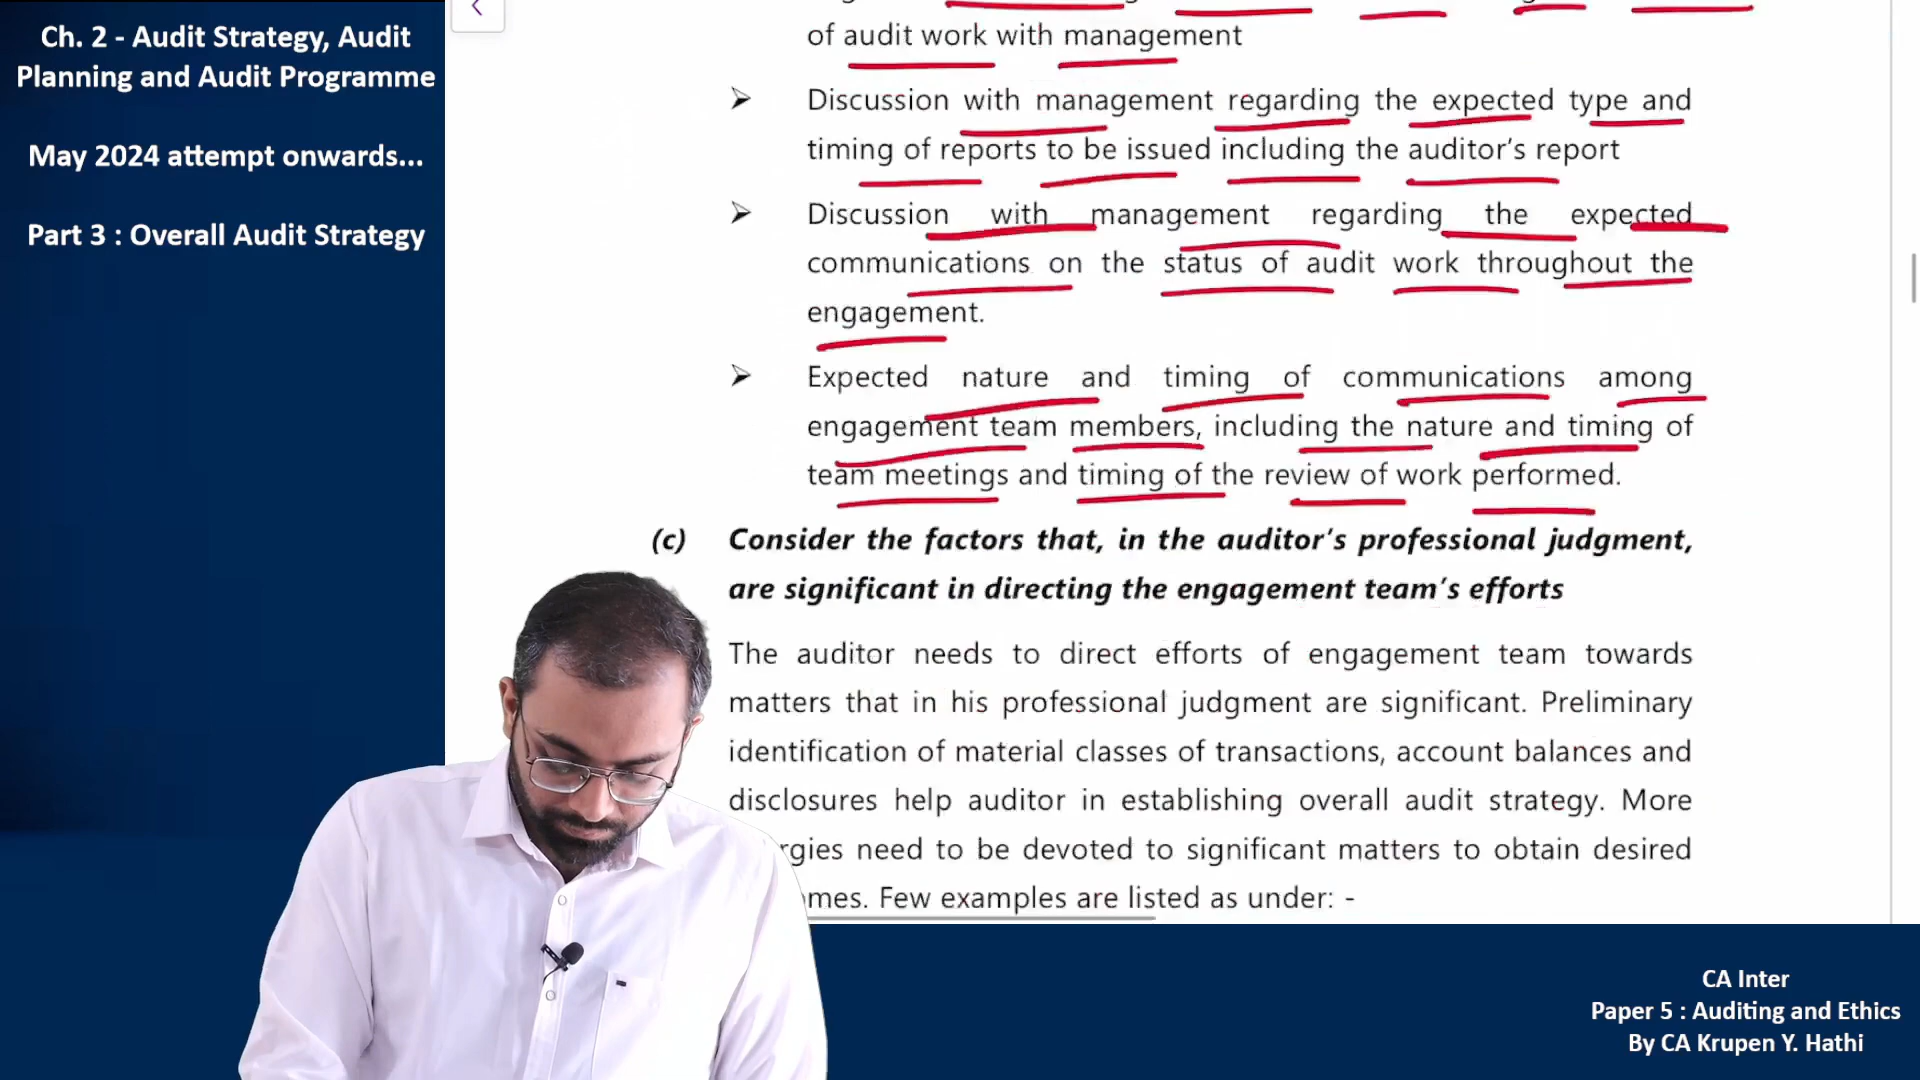 Ch. 2 - Audit Strategy, Audit
Planning and Audit Programme
May 2024 attempt onwards...
Part 3 : Overall Audit Strategy
of audit work with management
➢ Discussion with management regarding the expected type and
timing of reports to be issued including the auditor's report
➢ Discussion with management regarding the expected
communications on the status of audit work throughout the
engagement.
➢ Expected nature and timing of communications among
engagement team members, including the nature and timing of
team meetings and timing of the review of work performed.
(c) Consider the factors that, in the auditor's professional judgment,
are significant in directing the engagement team's efforts
The auditor needs to direct efforts of engagement team towards
matters that in his professional judgment are significant. Preliminary
identification of material classes of transactions, account balances and
disclosures help auditor in establishing overall audit strategy. More
need to be devoted to significant matters to obtain desired
Few examples are listed as under: -
CA Inter
Paper 5 : Auditing and Ethics
By CA Krupen Y. Hathi